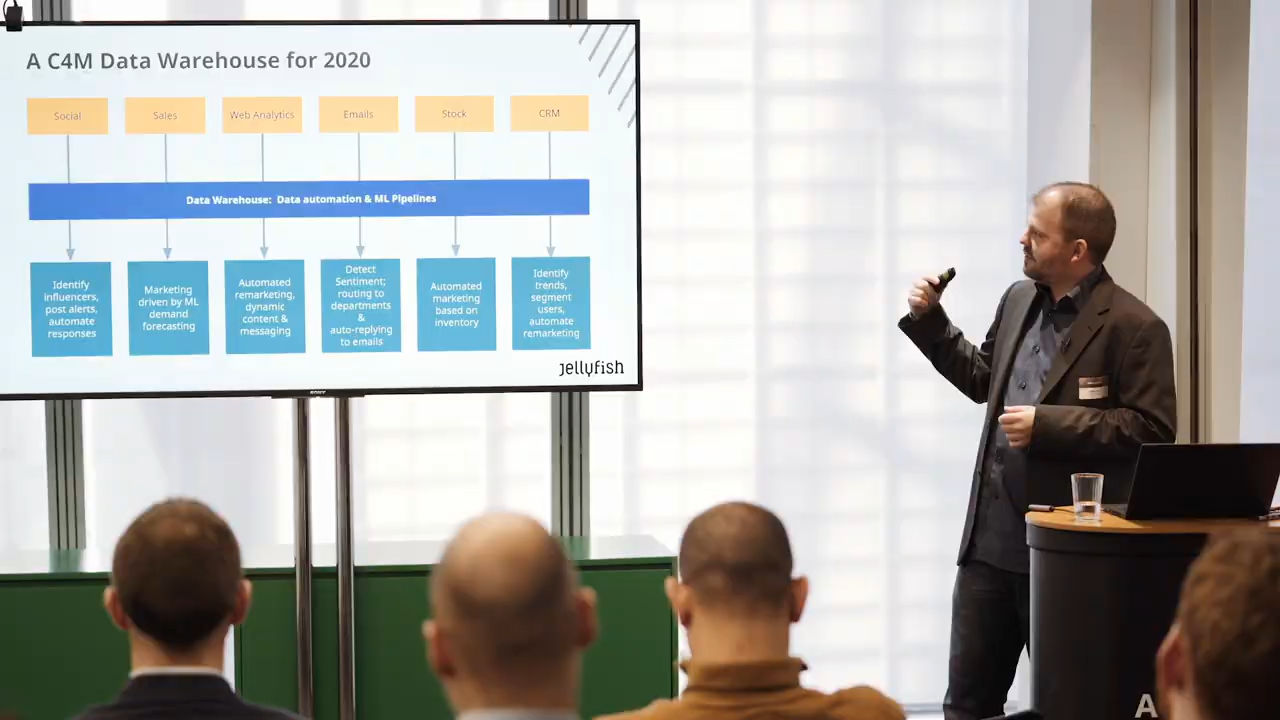 A C4M Data Warehouse for 2020
Social
Sales
Web Analytics
Emails
Stock
CRM
Data Warehouse: Data automation & ML Pipelines
Identify
influencers,
post alerts,
automate
responses
Marketing
driven by ML
demand
forecasting
Automated
remarketing,
dynamic
content &
messaging
Detect
Sentiment;
routing to
departments
&
auto-replying
to emails
Automated
marketing
based on
inventory
Identify
trends,
segment
users,
automate
remarketing
jellyfish
SONY
A